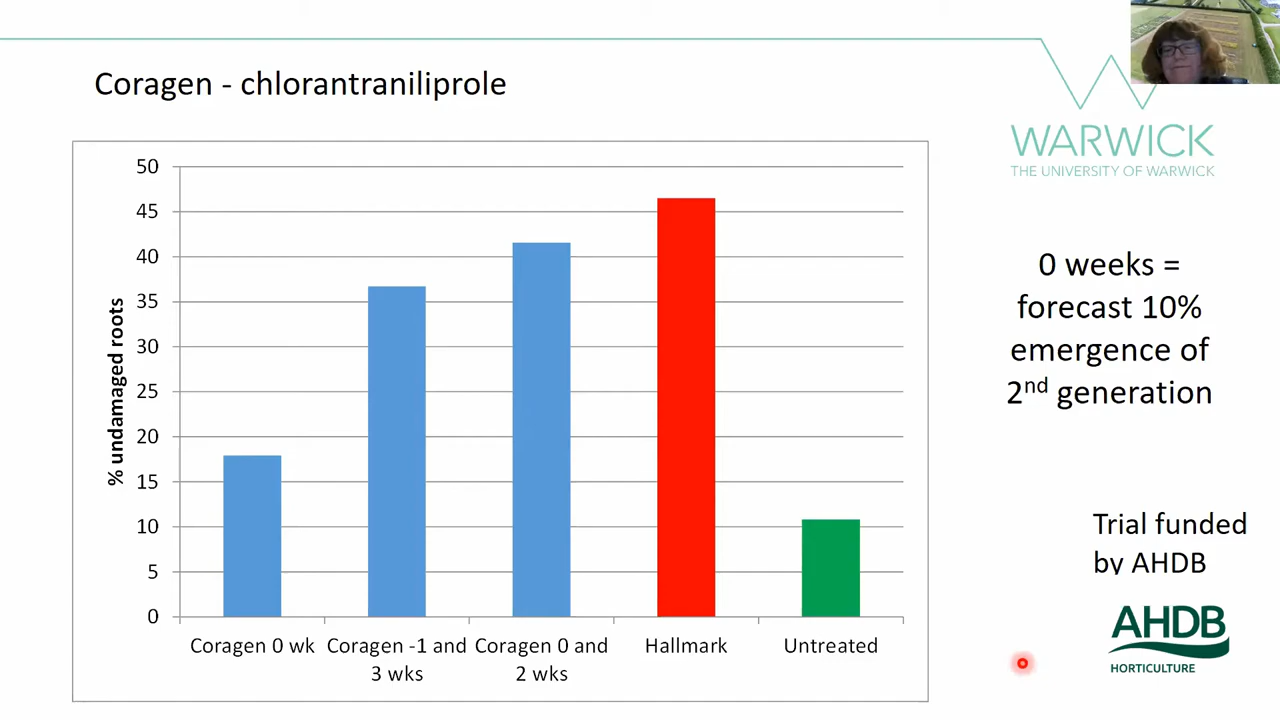 Coragen - chlorantraniliprole
WARWICK
THE UNIVERSITY OF WARWICK
50
45
40
35
30
25
20
15
10
5
0
% undamaged roots
Coragen 0 wk
Coragen -1 and
3 wks
Coragen 0 and
2 wks
Hallmark
Untreated
0 weeks =
forecast 10%
emergence of
2nd generation
Trial funded
by AHDB
AHDB
HORTICULTURE